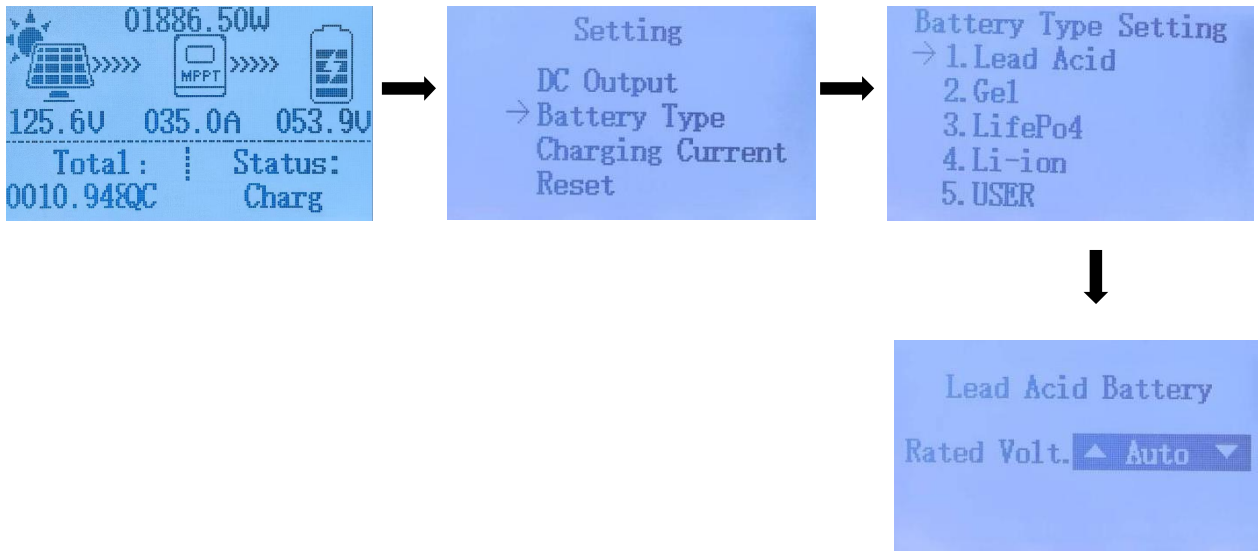 01886.50W
MPPT
125.6V 035.0A 053.9V
Total: Status:
Charg
Setting
DC Output
→Battery Type
Charging Current
Reset
Battery Type Setting
→1.Lead Acid
2.Gel
3.LifePo4
4.Li-ion
5.USER
Lead Acid Battery
Rated Volt. ▲ Auto ▼